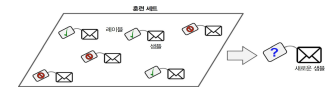 훈련 세트
레이블
샘플
?
새로운 샘플